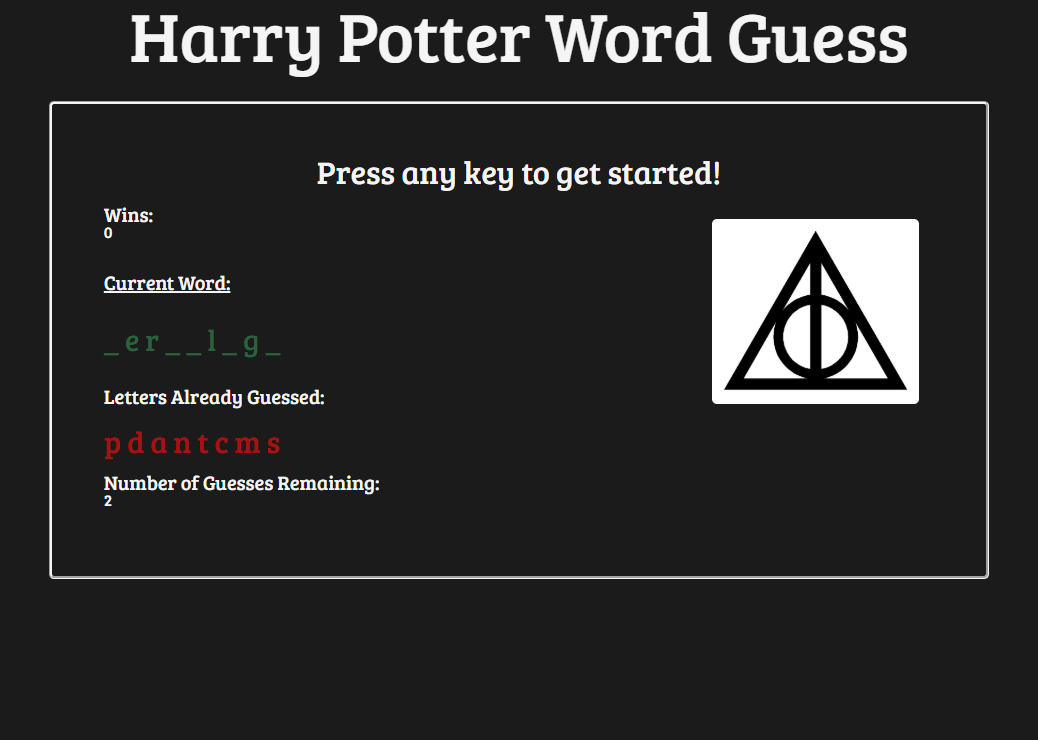 Harry Potter Word Guess
Press any key to get started!
Wins:
0
Current Word:
_ e r _ _ l _ g _
Letters Already Guessed:
p d a n t c m s
Number of Guesses Remaining:
2